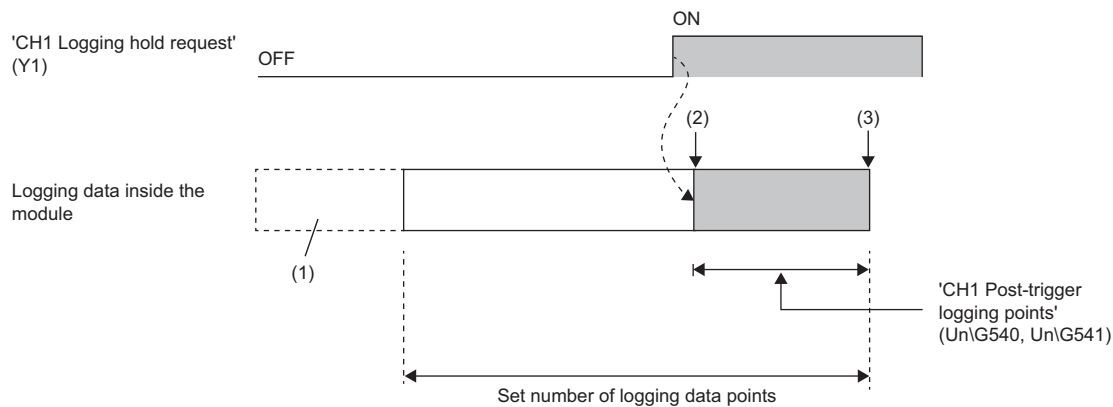 ON
'CH1 Logging hold request'
(Y1)
OFF
(2)
(3)
Logging data inside the
module
(1)
'CH1 Post-trigger
logging points'
(Un\G540, Un\G541)
Set number of logging data points